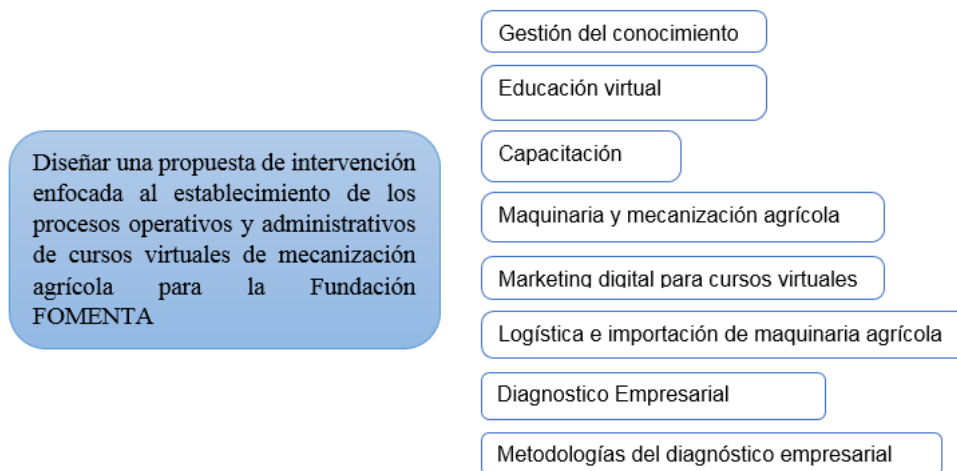 Diseñar una propuesta de intervención
enfocada al establecimiento de los
procesos operativos y administrativos
de cursos virtuales de mecanización
agrícola para la Fundación
FOMENTA
Gestión del conocimiento
Educación virtual
Capacitación
Maquinaria y mecanización agrícola
Marketing digital para cursos virtuales
Logística e importación de maquinaria agrícola
Diagnostico Empresarial
Metodologías del diagnóstico empresarial